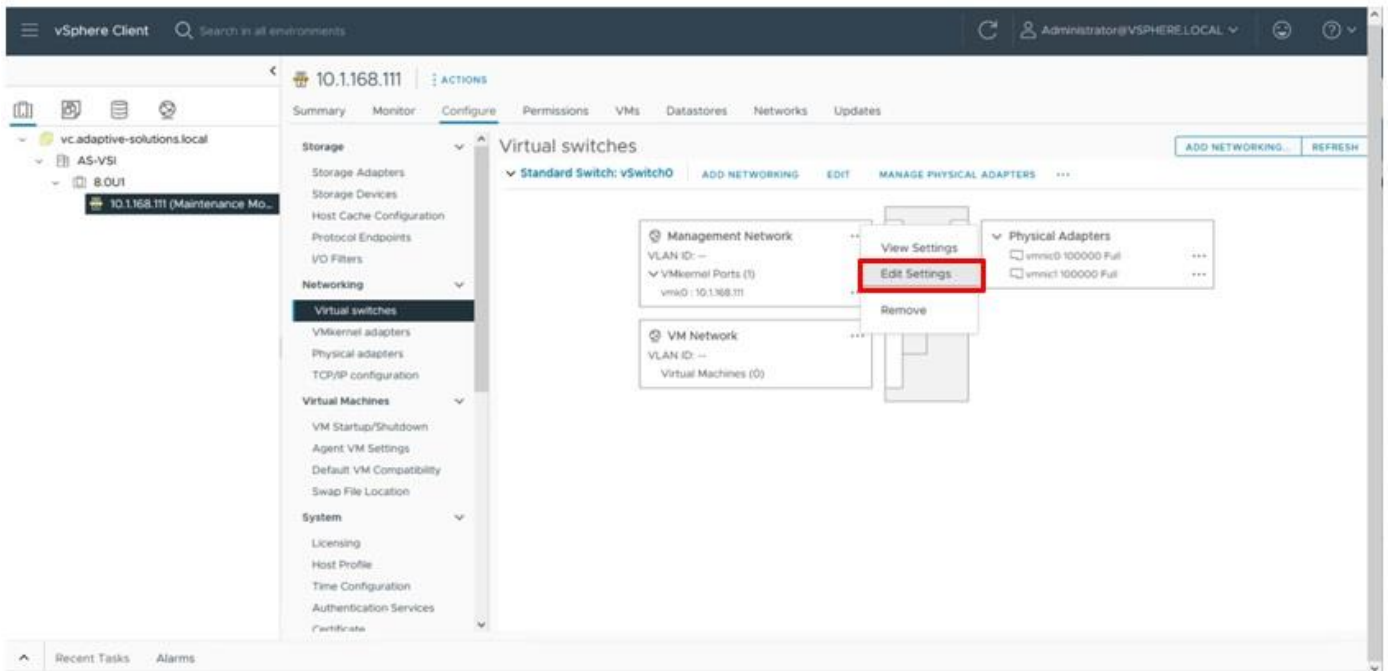 vSphere Client
Search in all environments
Administrator@VSPHERE.LOCAL
10.1.168.111
ACTIONS
Summary Monitor Configure Permissions VMs Datastores Networks Updates
vc.adaptive-solutions.local
AS-VSI
8.0U1
10.1.168.111 (Maintenance Mo...
Storage
Storage Adapters
Storage Devices
Host Cache Configuration
Protocol Endpoints
I/O Filters
Networking
Virtual switches
VMkernel adapters
Physical adapters
TCP/IP configuration
Virtual Machines
VM Startup/Shutdown
Agent VM Settings
Default VM Compatibility
Swap File Location
System
Licensing
Host Profile
Time Configuration
Authentication Services
Certificate
Virtual switches
ADD NETWORKING... REFRESH
Standard Switch: vSwitch0 ADD NETWORKING EDIT MANAGE PHYSICAL ADAPTERS ...
Management Network ...
VLAN ID: --
VMkernel Ports (1)
vmk0 : 10.1.168.111
View Settings
Edit Settings
Remove
Physical Adapters
vmnic0 100000 Full ...
vmnic1 100000 Full ...
VM Network ...
VLAN ID: --
Virtual Machines (0)
Recent Tasks Alarms